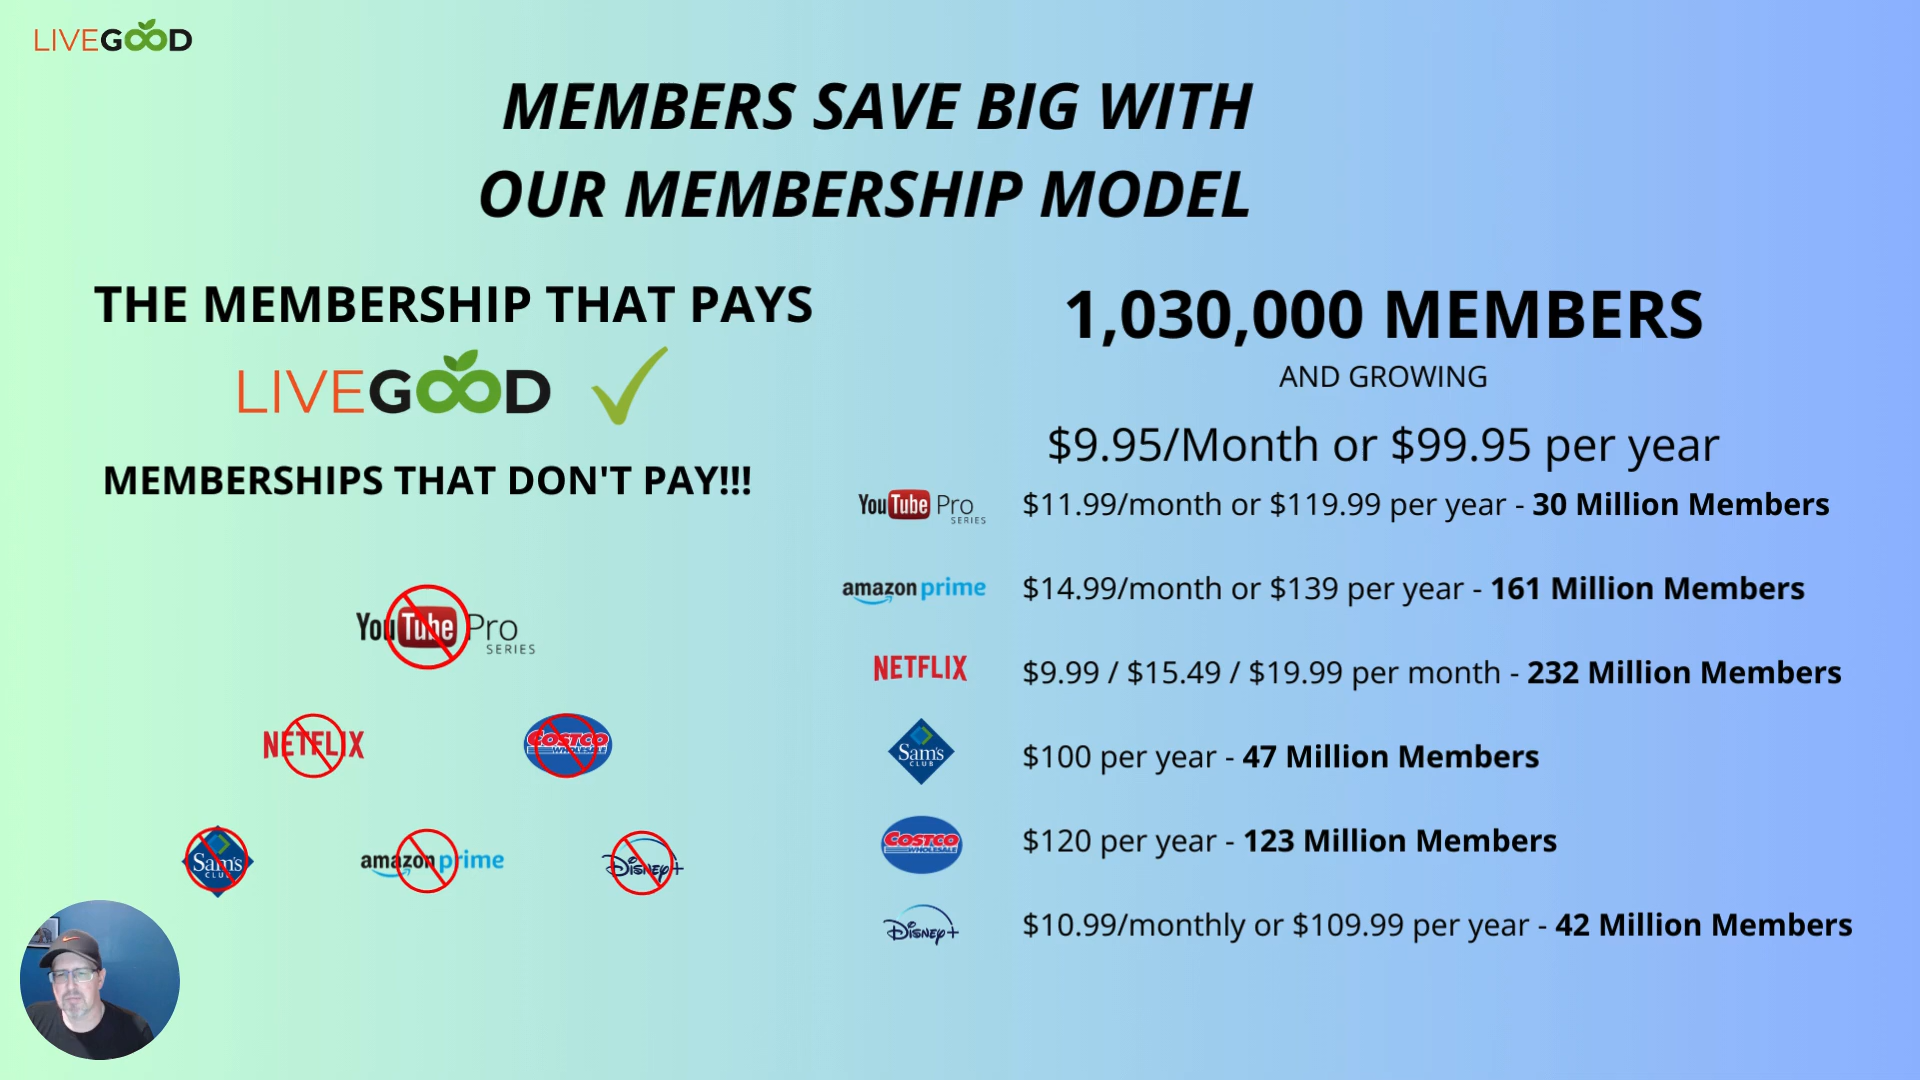 LIVEGOOD
MEMBERS SAVE BIG WITH
OUR MEMBERSHIP MODEL
THE MEMBERSHIP THAT PAYS
LIVEGOOD
MEMBERSHIPS THAT DON'T PAY!!!
YouTube Pro
SERIES
NETFLIX
COSTCO
WHOLESALE
Sam's
CLUB
amazon prime
Disney+
1,030,000 MEMBERS
AND GROWING
$9.95/Month or $99.95 per year
YouTube Pro
SERIES
$11.99/month or $119.99 per year - 30 Million Members
amazon prime
$14.99/month or $139 per year - 161 Million Members
NETFLIX
$9.99 / $15.49 / $19.99 per month - 232 Million Members
Sam's
CLUB
$100 per year - 47 Million Members
COSTCO
WHOLESALE
$120 per year - 123 Million Members
Disney+
$10.99/monthly or $109.99 per year - 42 Million Members